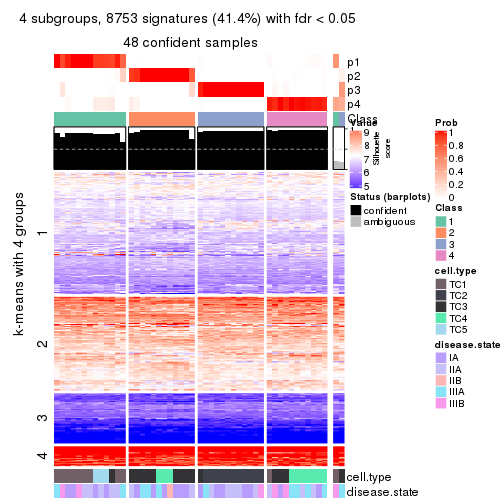 4 subgroups, 8753 signatures (41.4%) with fdr < 0.05
48 confident samples
p1
p2
p3
p4
Class
k-means with 4 groups
1
2
3
4
cell.type
disease.state
1
Silhouette
score
Value
9
8
7
6
5
Status (barplots)
confident
ambiguous
Prob
1
0.8
0.6
0.4
0.2
0
Class
1
2
3
4
cell.type
TC1
TC2
TC3
TC4
TC5
disease.state
IA
IIA
IIB
IIIA
IIIB